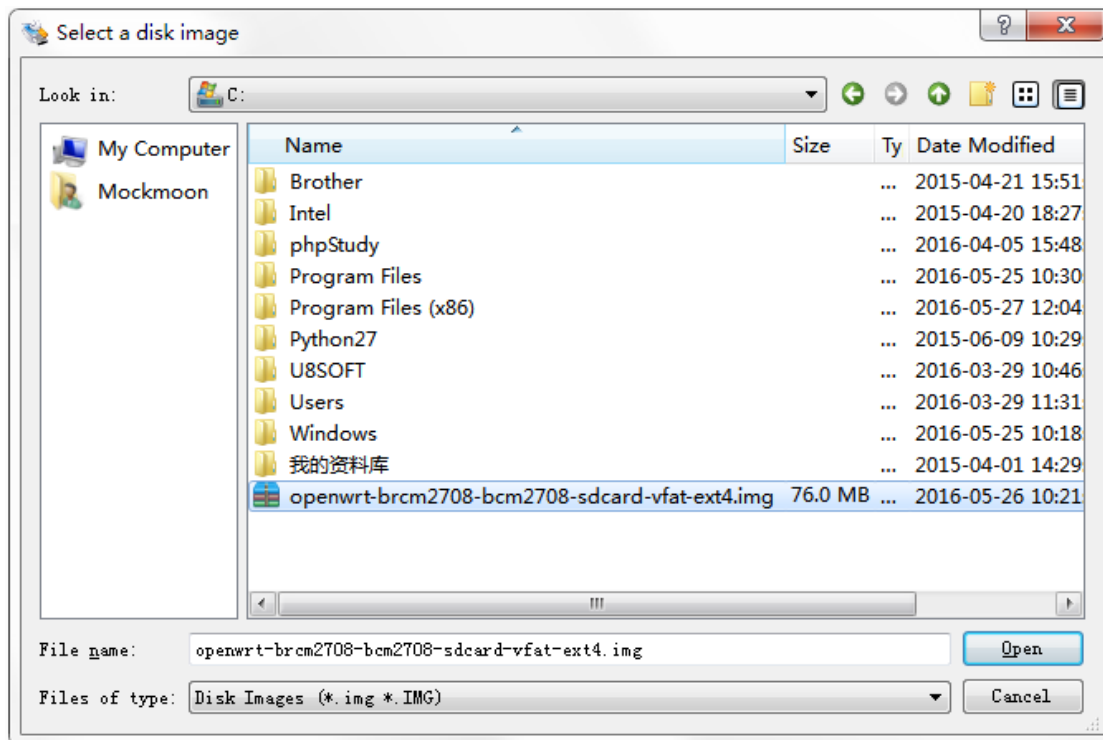 Select a disk image
Look in: C:
My Computer
Mockmoon
Name Size Ty Date Modified
Brother ... 2015-04-21 15:51
Intel ... 2015-04-20 18:27
phpStudy ... 2016-04-05 15:48
Program Files ... 2016-05-25 10:30
Program Files (x86) ... 2016-05-27 12:04
Python27 ... 2015-06-09 10:29
U8SOFT ... 2016-03-29 10:46
Users ... 2016-03-29 11:31
Windows ... 2016-05-25 10:18
我的资料库 ... 2015-04-01 14:29
openwrt-brcm2708-bcm2708-sdcard-vfat-ext4.img 76.0 MB ... 2016-05-26 10:21
File name: openwrt-brcm2708-bcm2708-sdcard-vfat-ext4.img Open
Files of type: Disk Images (*.img *.IMG) Cancel